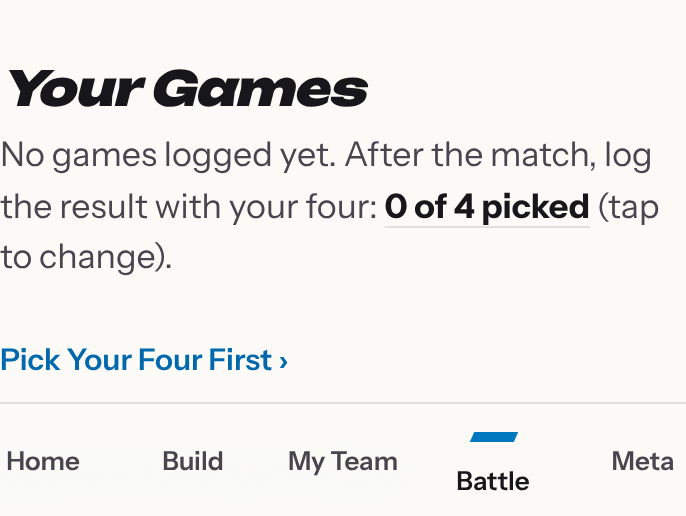 Your Games
No games logged yet. After the match, log
the result with your four: 0 of 4 picked (tap
to change).
Pick Your Four First ›
Home Build My Team Battle Meta